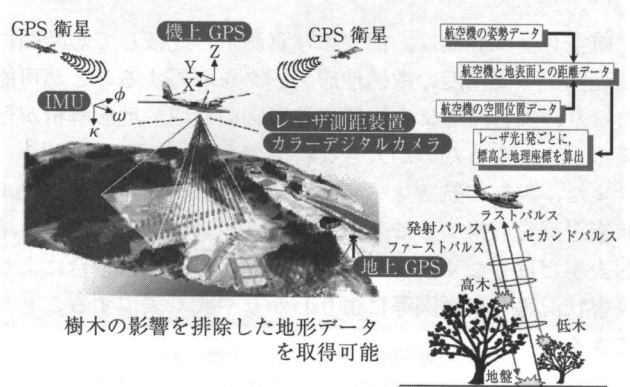 GPS 衛星
機上 GPS
GPS 衛星
Z
Y
X
IMU
φ
ω
κ
レーザ測距装置
カラーデジタルカメラ
地上 GPS
樹木の影響を排除した地形データ
を取得可能
航空機の姿勢データ
航空機と地表面との距離データ
航空機の空間位置データ
レーザ光1発ごとに,
標高と地理座標を算出
ラストパルス
発射パルス
セカンドパルス
ファーストパルス
高木
低木
地盤